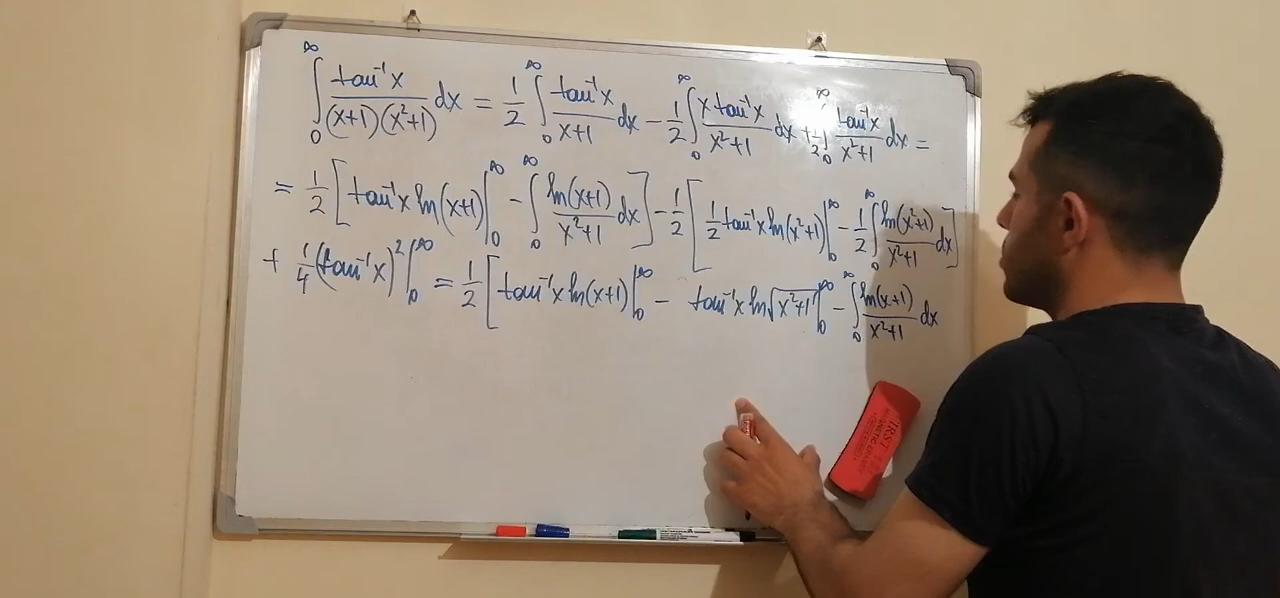 ∫₀^∞ tan⁻¹x / ((x+1)(x²+1)) dx = 1/2 ∫₀^∞ tan⁻¹x / (x+1) dx − 1/2 ∫₀^∞ x tan⁻¹x / (x²+1) dx + 1/2 ∫₀^∞ tan⁻¹x / (x²+1) dx =
= 1/2 [ tan⁻¹x ln(x+1) |₀^∞ − ∫₀^∞ ln(x+1) / (x²+1) dx ] − 1/2 [ 1/2 tan⁻¹x ln(x²+1) |₀^∞ − 1/2 ∫₀^∞ ln(x²+1) / (x²+1) dx ]
+ 1/4 (tan⁻¹x)² |₀^∞ = 1/2 [ tan⁻¹x ln(x+1) |₀^∞ − tan⁻¹x ln√(x²+1) |₀^∞ − ∫₀^∞ ln(x+1) / (x²+1) dx
FIRST
MAGNETIC ERASER